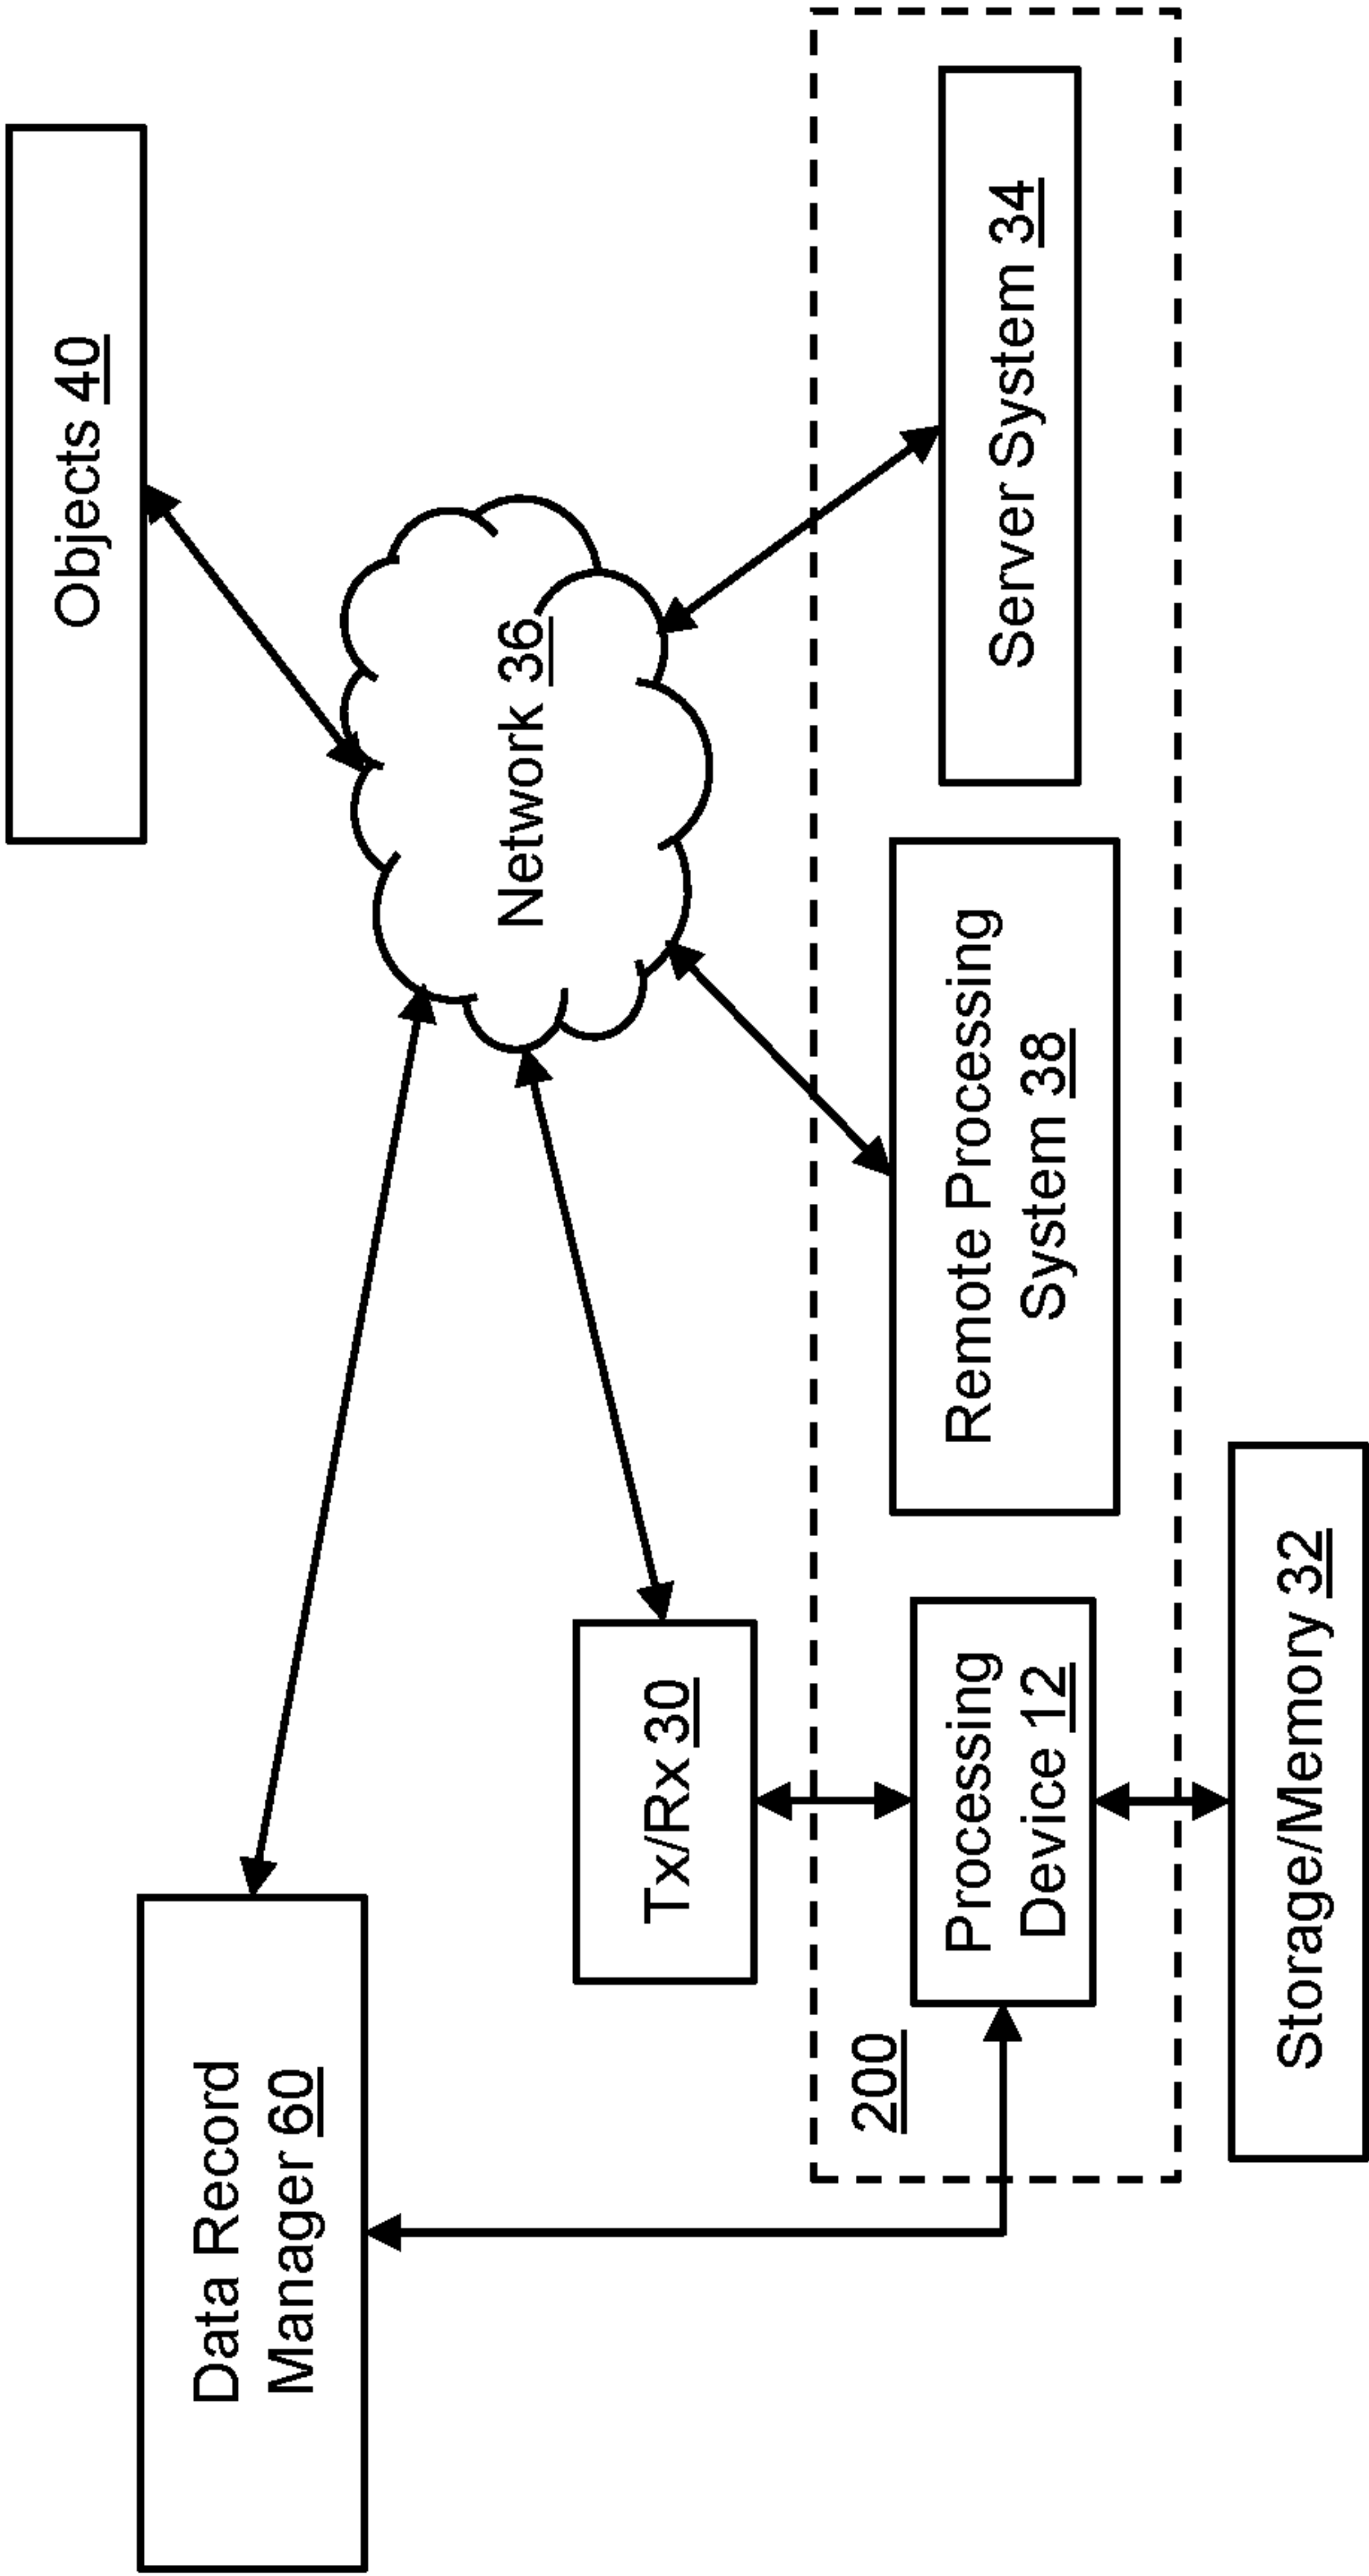 Data Record
Manager 60
Objects 40
Network 36
Tx/Rx 30
200
Processing
Device 12
Remote Processing
System 38
Server System 34
Storage/Memory 32